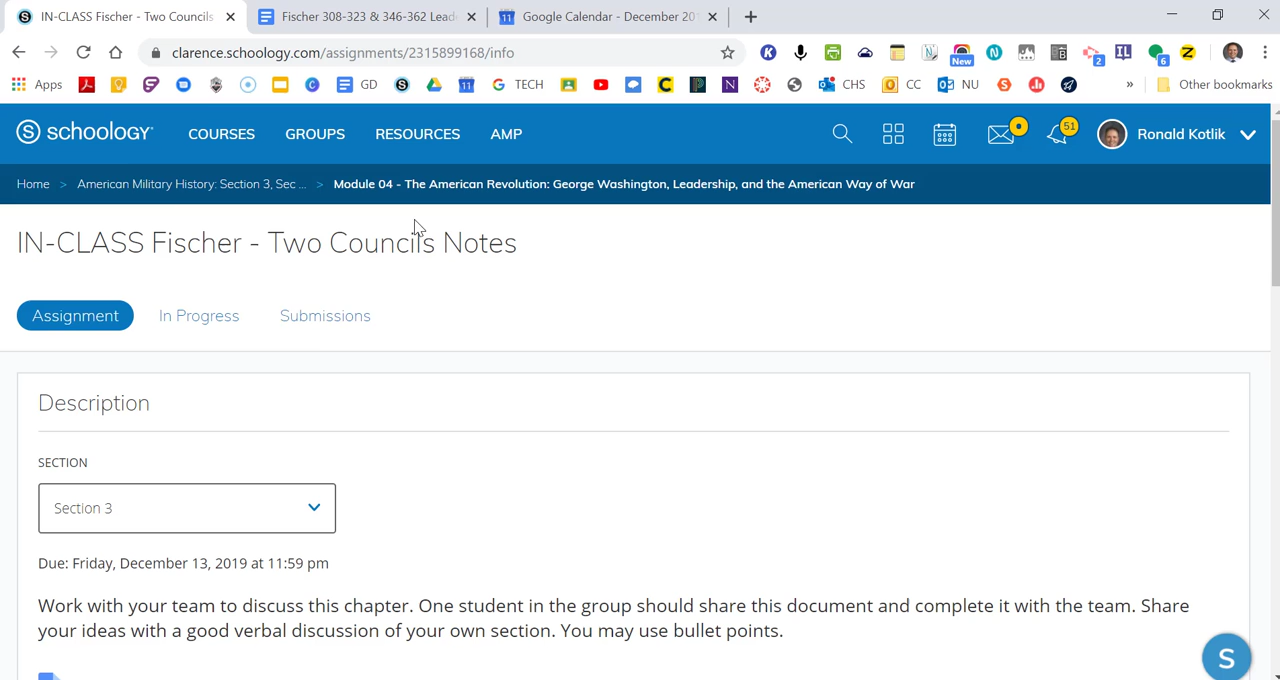 IN-CLASS Fischer - Two Councils
Fischer 308-323 & 346-362 Lead
Google Calendar - December 201
clarence.schoology.com/assignments/2315899168/info
New
2
6
Apps
GD
TECH
CHS
CC
NU
Other bookmarks
schoology
COURSES
GROUPS
RESOURCES
AMP
51
Ronald Kotlik
Home > American Military History: Section 3, Sec ... > Module 04 - The American Revolution: George Washington, Leadership, and the American Way of War
IN-CLASS Fischer - Two Councils Notes
Assignment
In Progress
Submissions
Description
SECTION
Section 3
Due: Friday, December 13, 2019 at 11:59 pm
Work with your team to discuss this chapter. One student in the group should share this document and complete it with the team. Share
your ideas with a good verbal discussion of your own section. You may use bullet points.
S